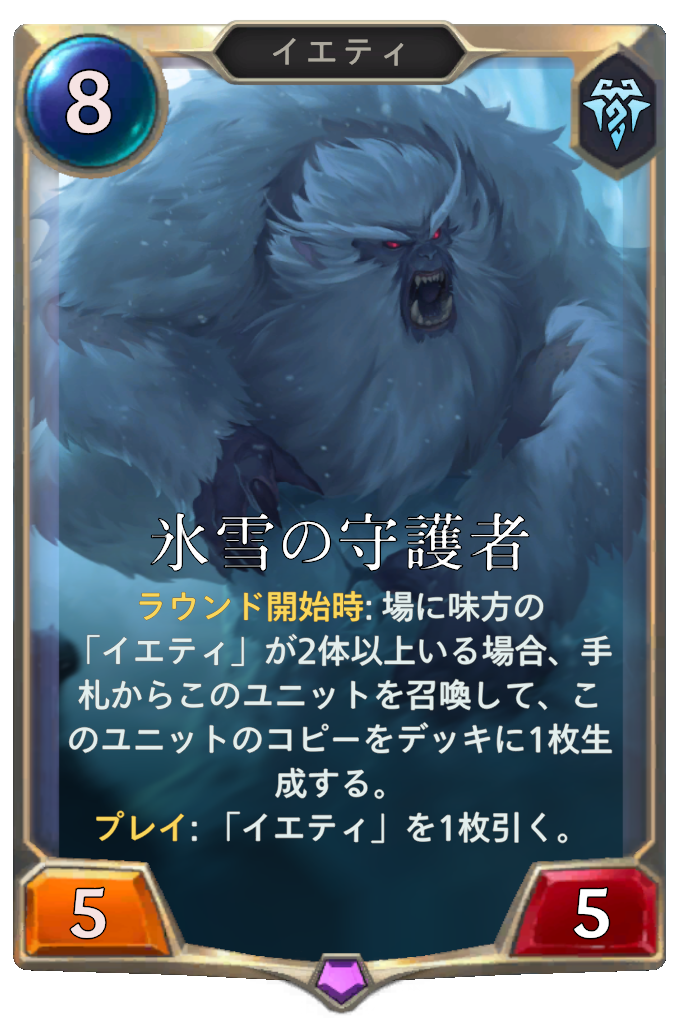 イエティ
8
氷雪の守護者
ラウンド開始時: 場に味方の
「イエティ」が2体以上いる場合、手
札からこのユニットを召喚して、こ
のユニットのコピーをデッキに1枚生
成する。
プレイ: 「イエティ」を1枚引く。
5
5